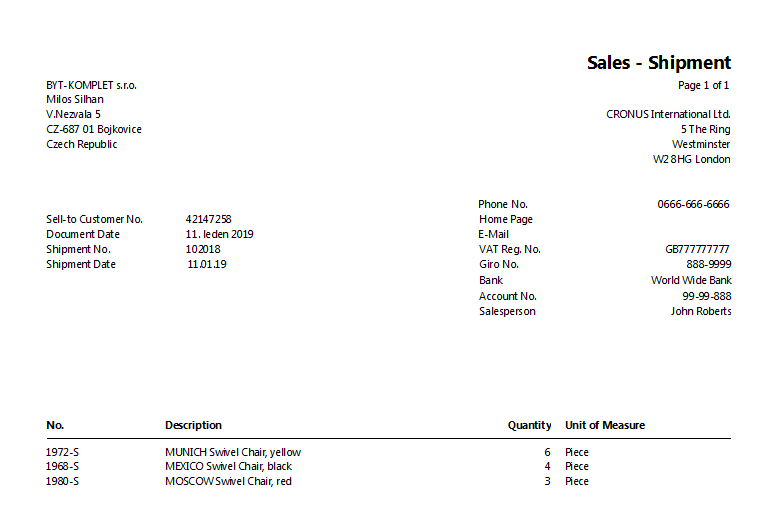 Sales - Shipment
Page 1 of 1
BYT-KOMPLET s.r.o.
Milos Silhan
V.Nezvala 5
CZ-687 01 Bojkovice
Czech Republic
CRONUS International Ltd.
5 The Ring
Westminster
W2 8HG London
Sell-to Customer No. 42147258
Document Date 11. leden 2019
Shipment No. 102018
Shipment Date 11.01.19
Phone No. 0666-666-6666
Home Page
E-Mail
VAT Reg. No. GB777777777
Giro No. 888-9999
Bank World Wide Bank
Account No. 99-99-888
Salesperson John Roberts
No. Description Quantity Unit of Measure
1972-S MUNICH Swivel Chair, yellow 6 Piece
1968-S MEXICO Swivel Chair, black 4 Piece
1980-S MOSCOW Swivel Chair, red 3 Piece